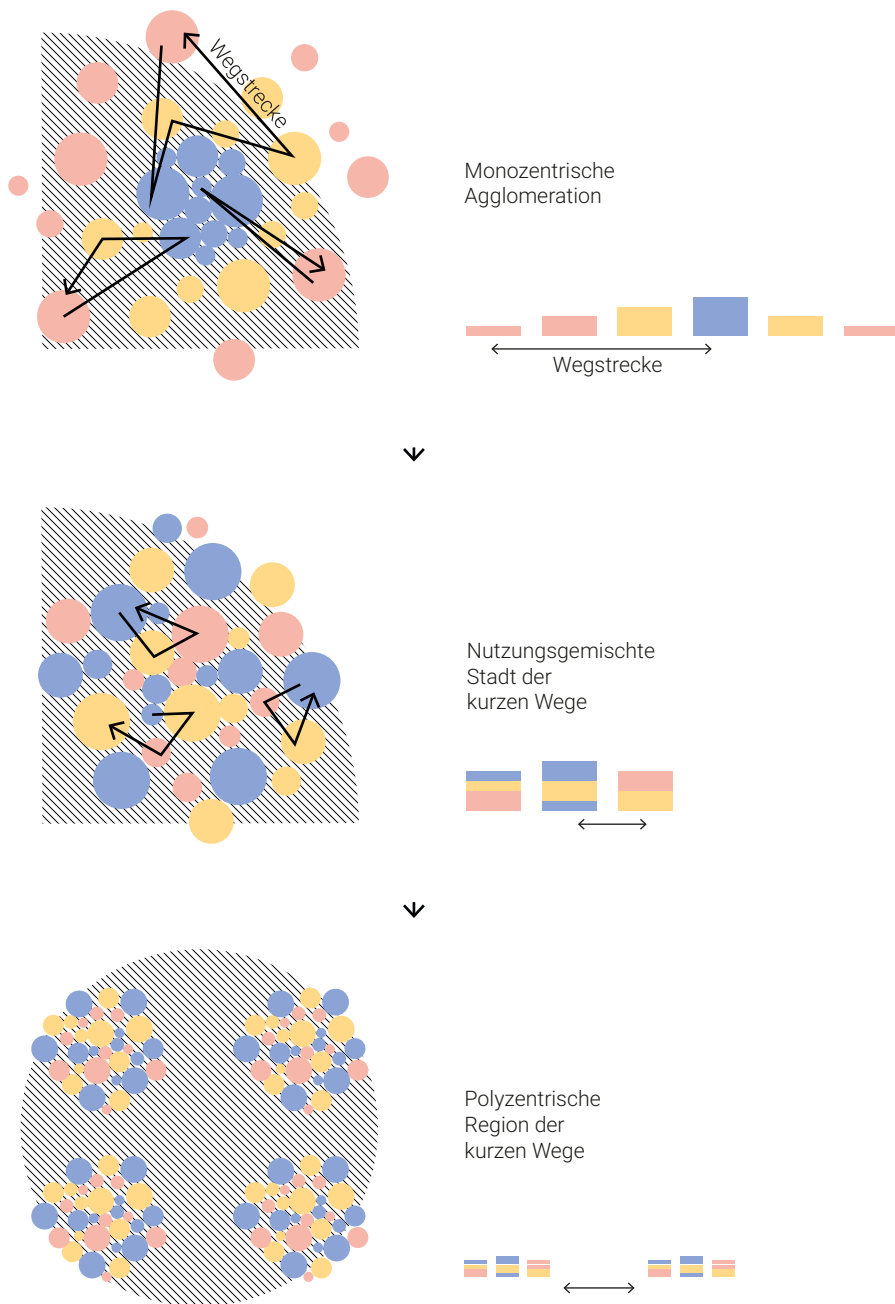 Wegstrecke
Monozentrische
Agglomeration
Wegstrecke
Nutzungsgemischte
Stadt der
kurzen Wege
Polyzentrische
Region der
kurzen Wege